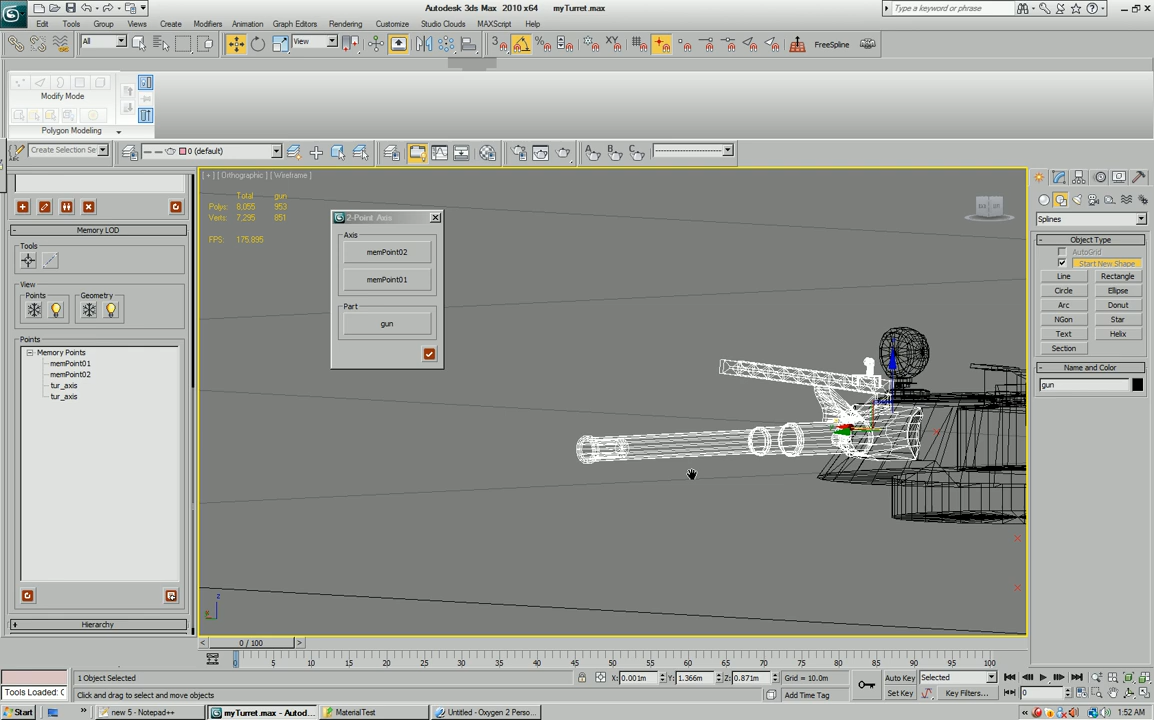 Autodesk 3ds Max 2010 x64 myTurret.max
Type a keyword or phrase
Edit Tools Group Views Create Modifiers Animation Graph Editors Rendering Customize Studio Clouds MAXScript Help
All
View
FreeSpline
Modify Mode
Polygon Modeling
Create Selection Se
0 (default)
Memory LOD
Tools
View
Points
Geometry
Points
Memory Points
memPoint01
memPoint02
tur_axis
tur_axis
Hierarchy
[ + ] [ Orthographic ] [ Wireframe ]
Total gun
Polys: 8,055 953
Verts: 7,295 851
FPS: 175.895
2-Point Axis
Axis
memPoint02
memPoint01
Part
gun
z
Splines
Object Type
AutoGrid
Start New Shape
Line Rectangle
Circle Ellipse
Arc Donut
NGon Star
Text Helix
Section
Name and Color
gun
0 / 100
0 5 10 15 20 25 30 35 40 45 50 55 60 65 70 75 80 85 90 95 100
1 Object Selected
X: 0.001m Y: 1.366m Z: 0.871m Grid = 10.0m
Auto Key Selected
Tools Loaded: C
Click and drag to select and move objects
Add Time Tag
Set Key Key Filters...
0
Start
new 5 - Notepad++
myTurret.max - Autod...
MaterialTest
Untitled - Oxygen 2 Perso...
1:52 AM